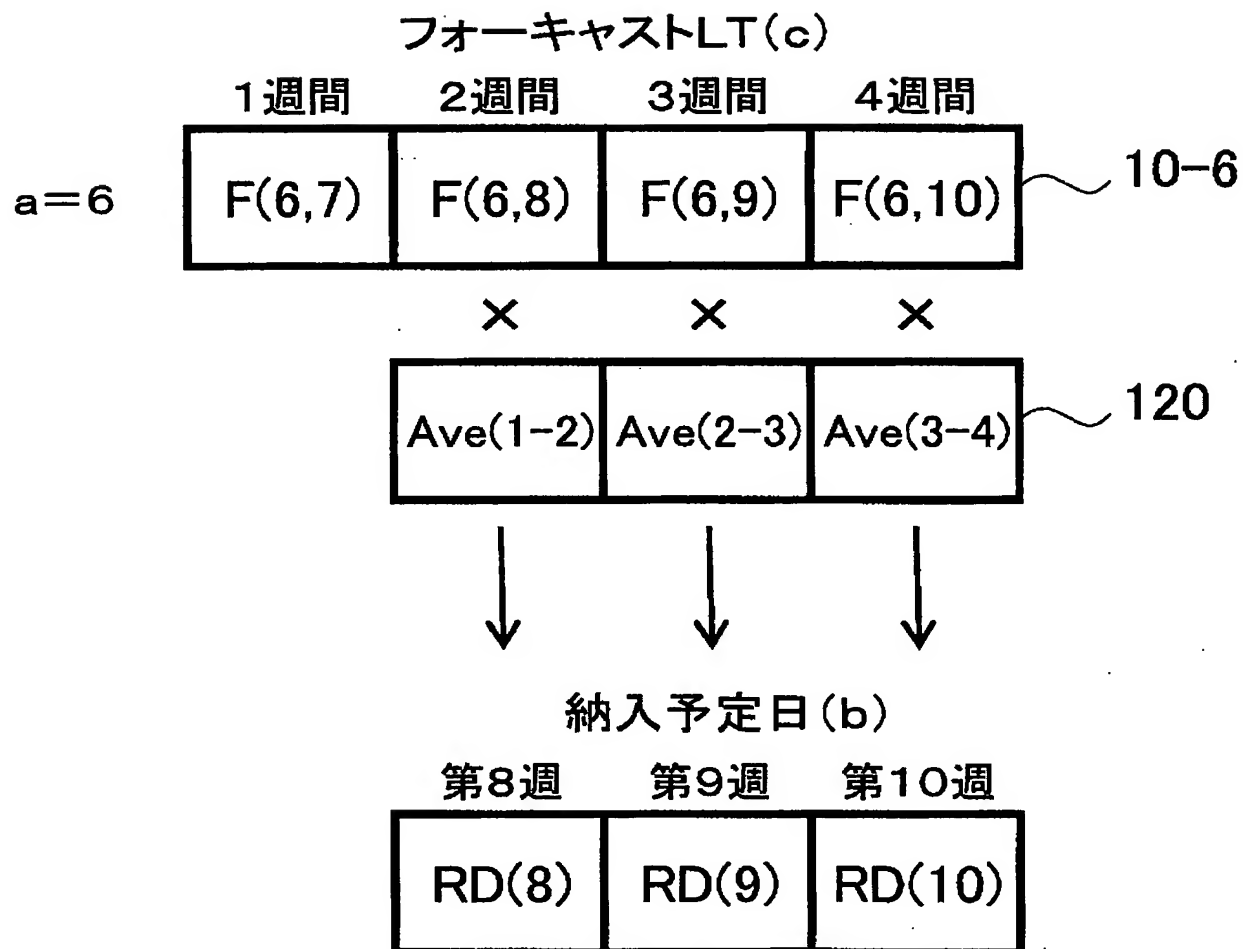 フォーキャストLT(c)
1週間 2週間 3週間 4週間
a=6 F(6,7) F(6,8) F(6,9) F(6,10) 10-6
× × ×
Ave(1-2) Ave(2-3) Ave(3-4) 120
納入予定日(b)
第8週 第9週 第10週
RD(8) RD(9) RD(10)